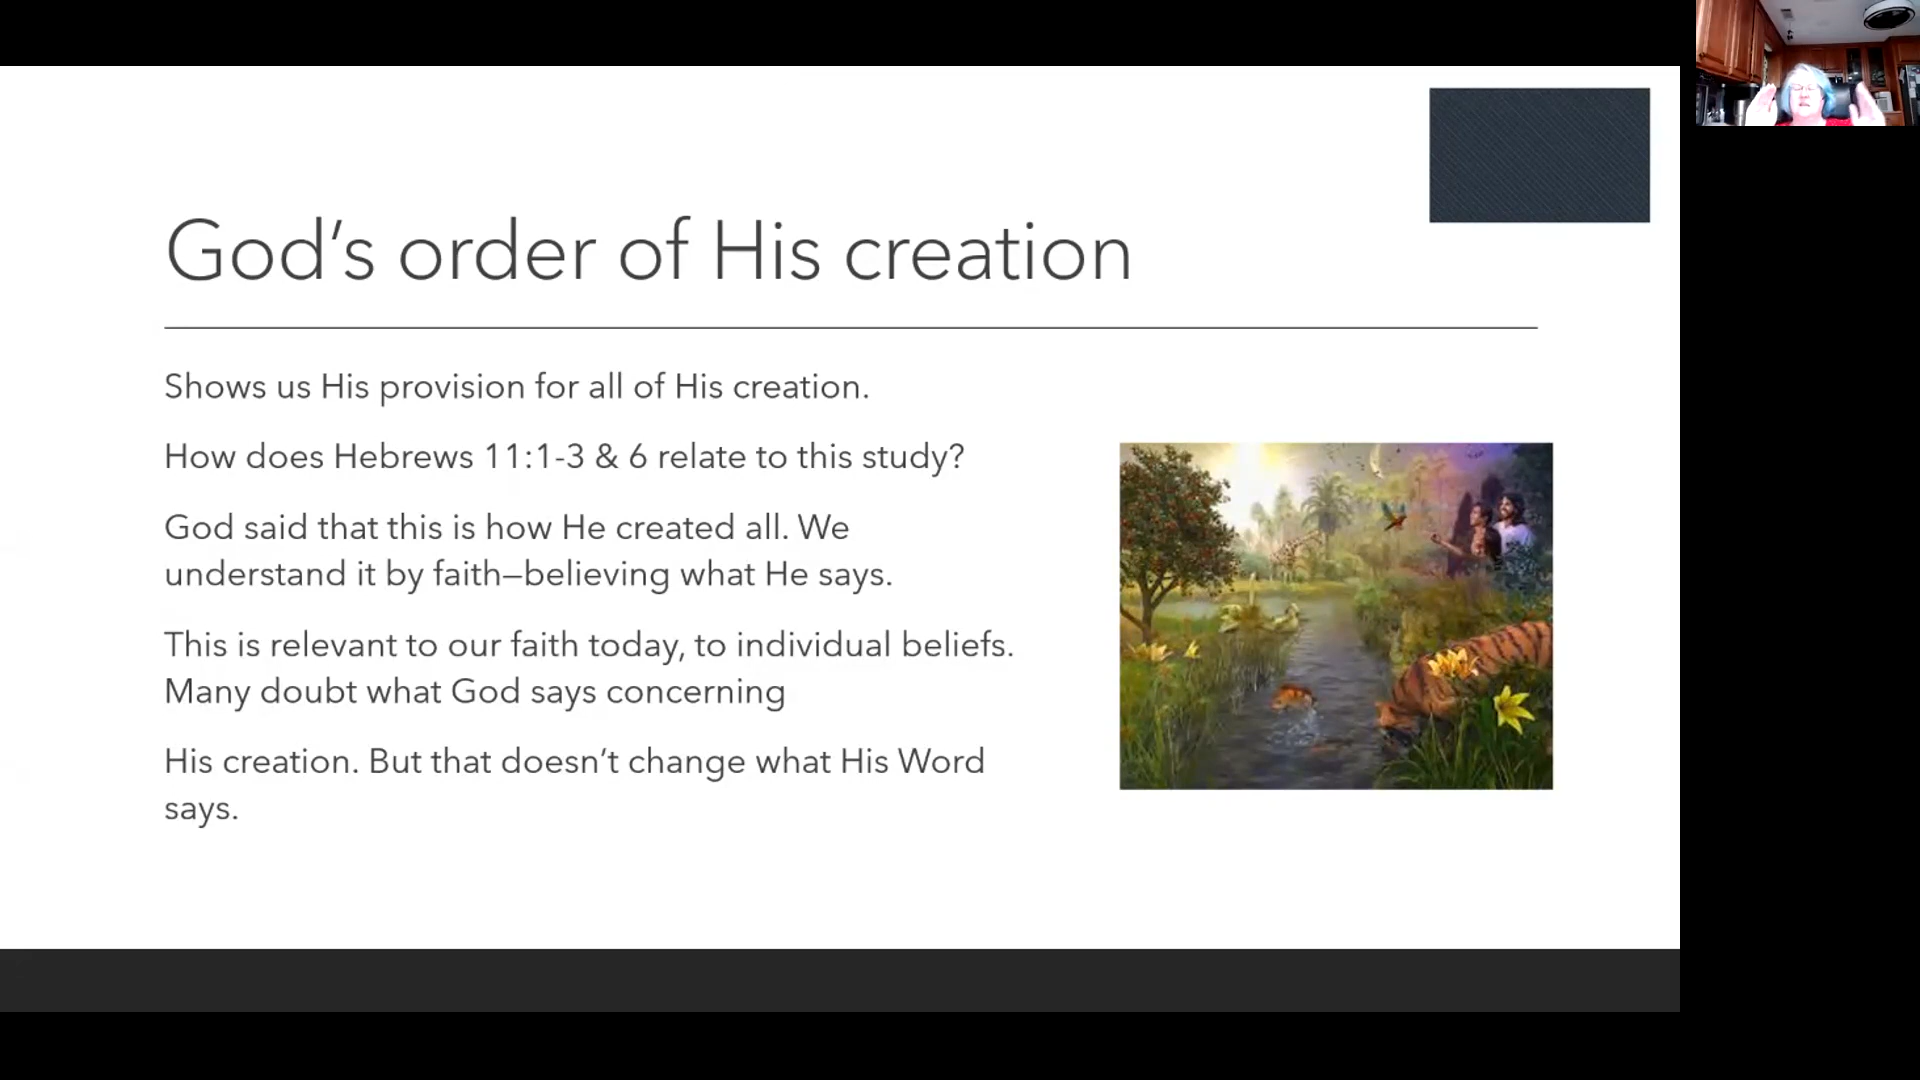 God’s order of His creation
Shows us His provision for all of His creation.
How does Hebrews 11:1-3 & 6 relate to this study?
God said that this is how He created all. We
understand it by faith—believing what He says.
This is relevant to our faith today, to individual beliefs.
Many doubt what God says concerning
His creation. But that doesn’t change what His Word
says.